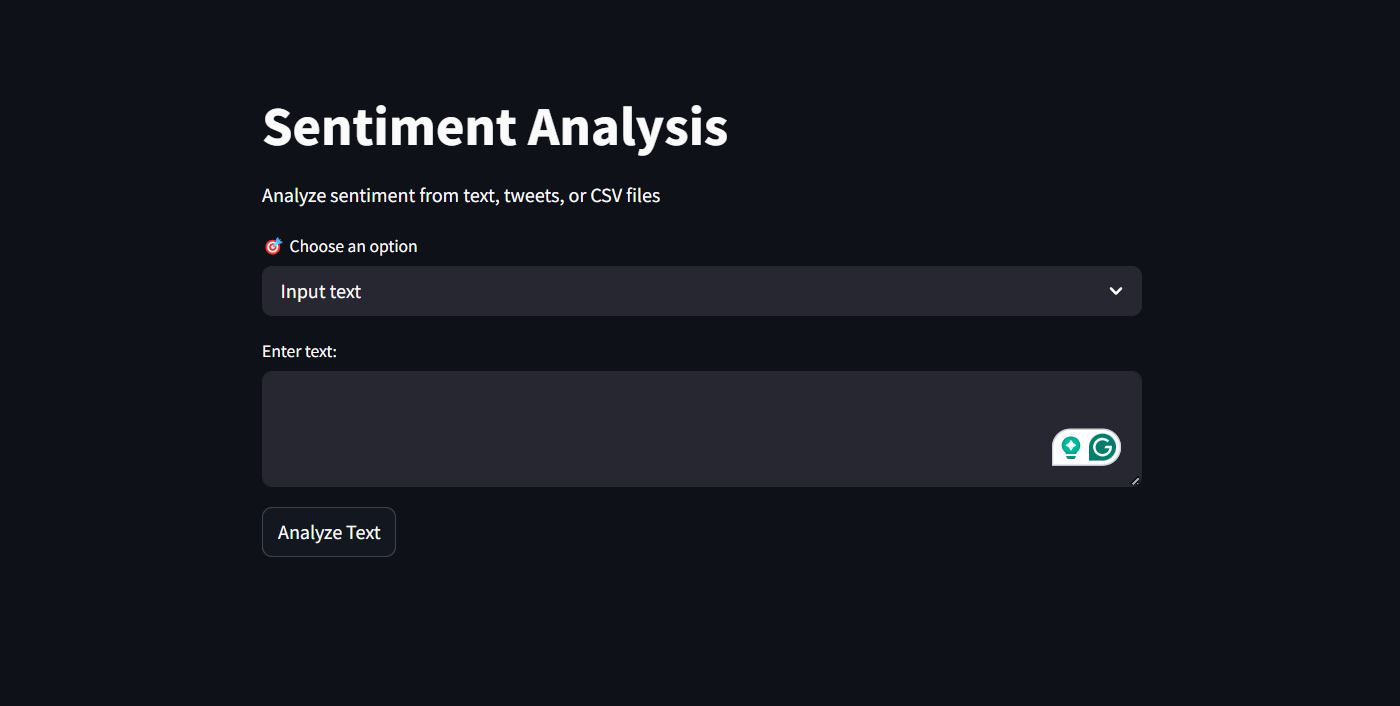 Sentiment Analysis
Analyze sentiment from text, tweets, or CSV files
🎯 Choose an option
Input text
Enter text:
Analyze Text